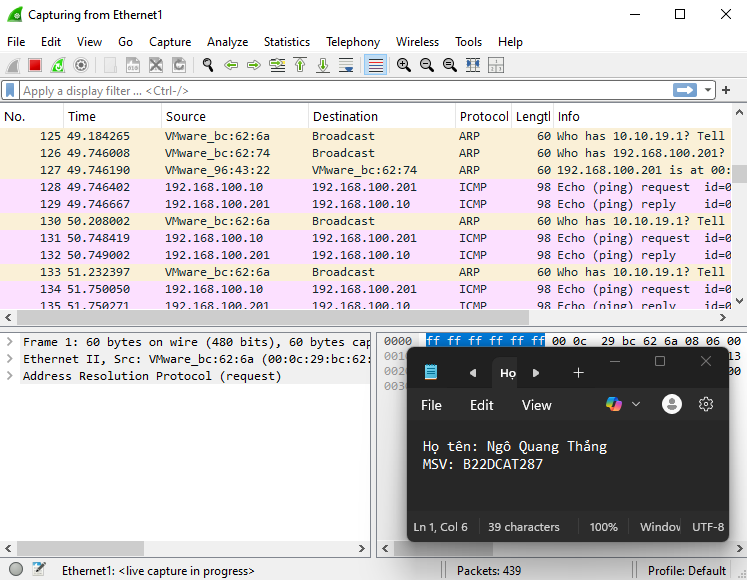 Capturing from Ethernet1
File Edit View Go Capture Analyze Statistics Telephony Wireless Tools Help
Apply a display filter ... <Ctrl-/>
No. Time Source Destination Protocol Lengtl Info
125 49.184265 VMware_bc:62:6a Broadcast ARP 60 Who has 10.10.19.1? Tell
126 49.746008 VMware_bc:62:74 Broadcast ARP 60 Who has 192.168.100.201?
127 49.746190 VMware_96:43:22 VMware_bc:62:74 ARP 60 192.168.100.201 is at 00:
128 49.746402 192.168.100.10 192.168.100.201 ICMP 98 Echo (ping) request id=0
129 49.746667 192.168.100.201 192.168.100.10 ICMP 98 Echo (ping) reply id=0
130 50.208002 VMware_bc:62:6a Broadcast ARP 60 Who has 10.10.19.1? Tell
131 50.748419 192.168.100.10 192.168.100.201 ICMP 98 Echo (ping) request id=0
132 50.749002 192.168.100.201 192.168.100.10 ICMP 98 Echo (ping) reply id=0
133 51.232397 VMware_bc:62:6a Broadcast ARP 60 Who has 10.10.19.1? Tell
134 51.750050 192.168.100.10 192.168.100.201 ICMP 98 Echo (ping) request id=0
135 51.750271 192.168.100.201 192.168.100.10 ICMP 98 Echo (ping) reply id=0
Frame 1: 60 bytes on wire (480 bits), 60 bytes cap
Ethernet II, Src: VMware_bc:62:6a (00:0c:29:bc:62:
Address Resolution Protocol (request)
0000 ff ff ff ff ff ff 00 0c 29 bc 62 6a 08 06 00
0010 13
0020 00
003
Họ
File Edit View
Họ tên: Ngô Quang Thắng
MSV: B22DCAT287
Ln 1, Col 6 39 characters 100% Window UTF-8
Ethernet1: <live capture in progress> Packets: 439 Profile: Default